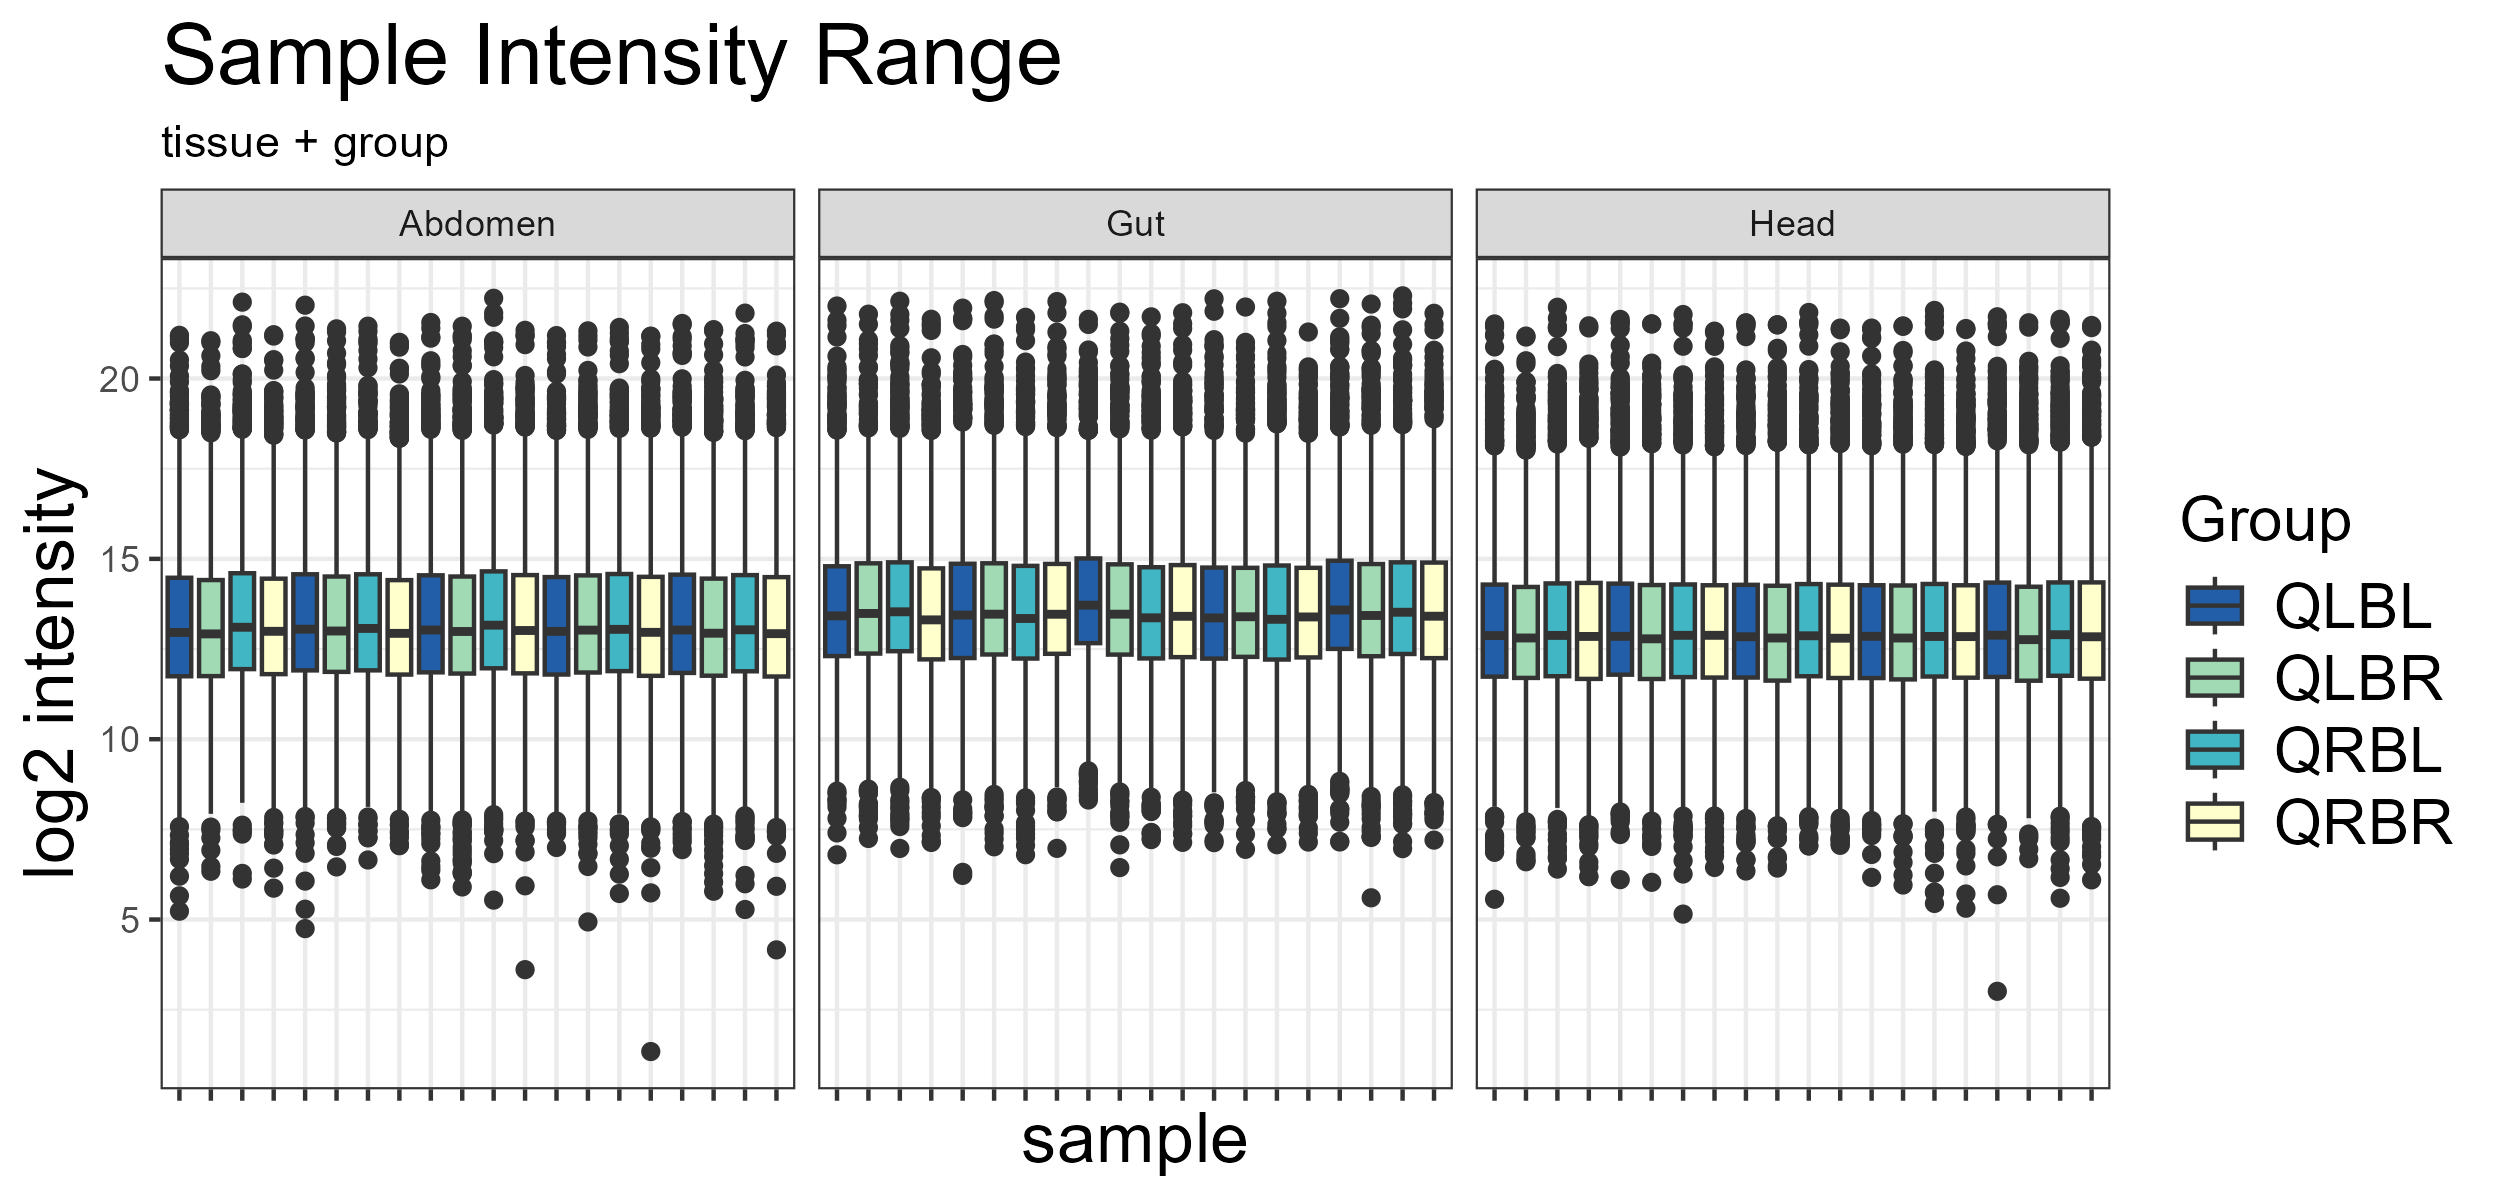 Sample Intensity Range
tissue + group
Abdomen
Gut
Head
log2 intensity
20
15
10
5
sample
Group
QLBL
QLBR
QRBL
QRBR